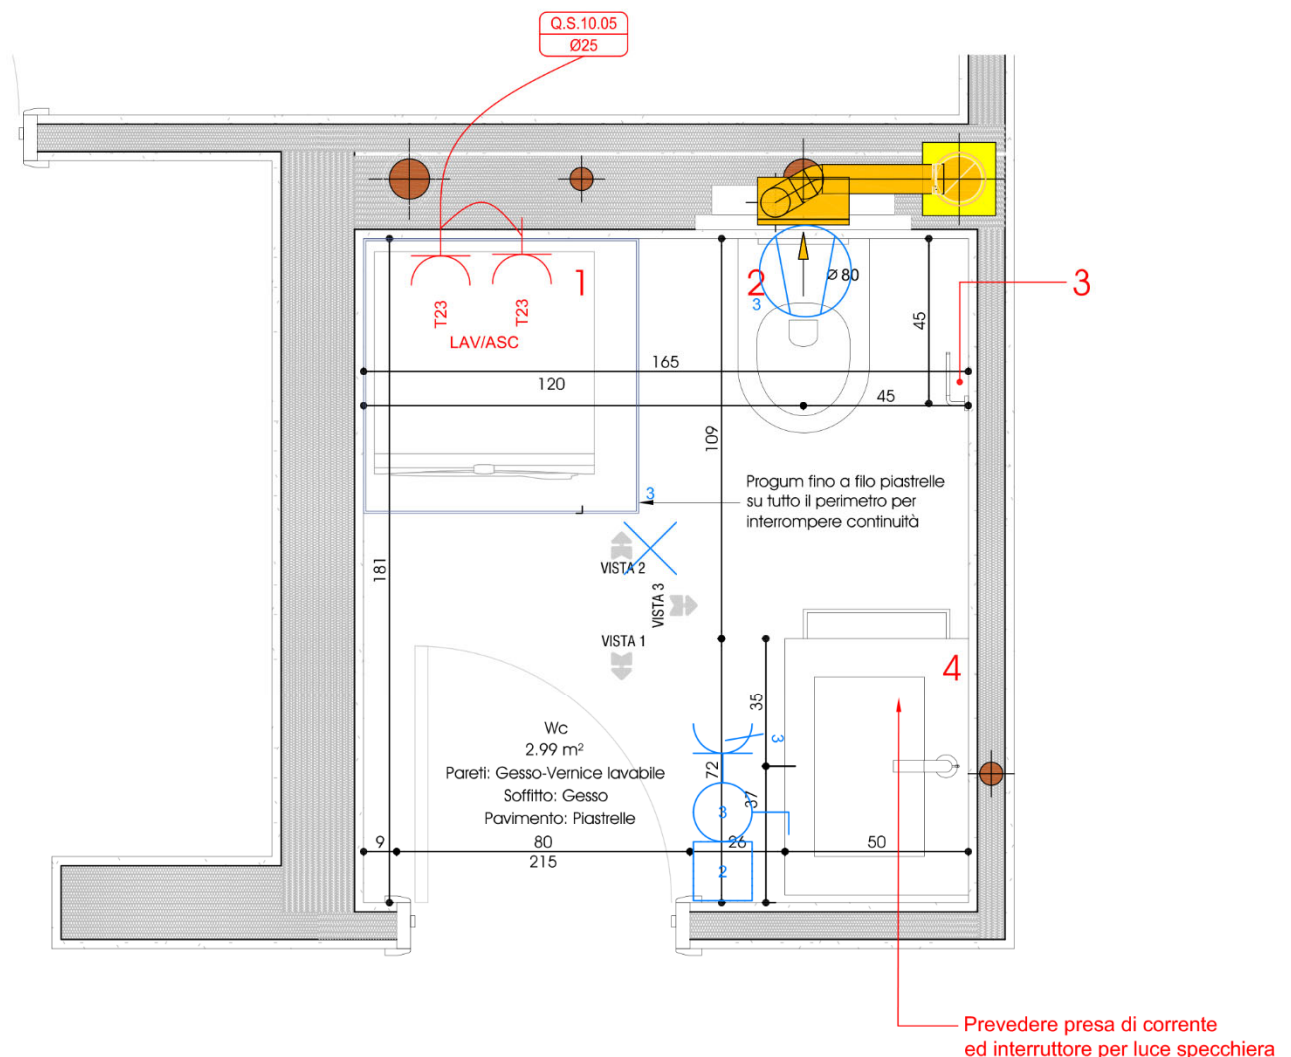 Q.S.10.05
Ø25
1
2
3
3
T23
T23
LAV/ASC
Ø 80
45
165
120
45
109
3
Progum fino a filo piastrelle
su tutto il perimetro per
interrompere continuità
181
VISTA 2
VISTA 3
VISTA 1
4
35
Wc
2.99 m²
Pareti: Gesso-Vernice lavabile
Soffitto: Gesso
Pavimento: Piastrelle
3
72
37
3
9
80
26
50
215
2
Prevedere presa di corrente
ed interruttore per luce specchiera